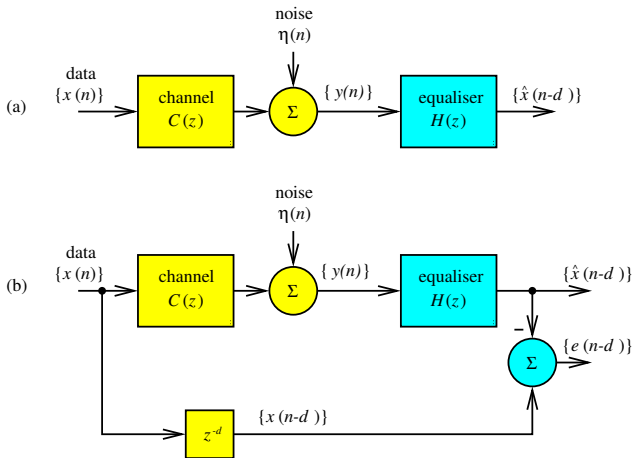 noise
η(n)
data
{x(n)}
{y(n)}
{x̂(n-d)}
(a)
channel
C(z)
Σ
equaliser
H(z)
noise
η(n)
data
{x(n)}
{y(n)}
{x̂(n-d)}
(b)
channel
C(z)
Σ
equaliser
H(z)
−
Σ
{e(n-d)}
z⁻ᵈ
{x(n-d)}